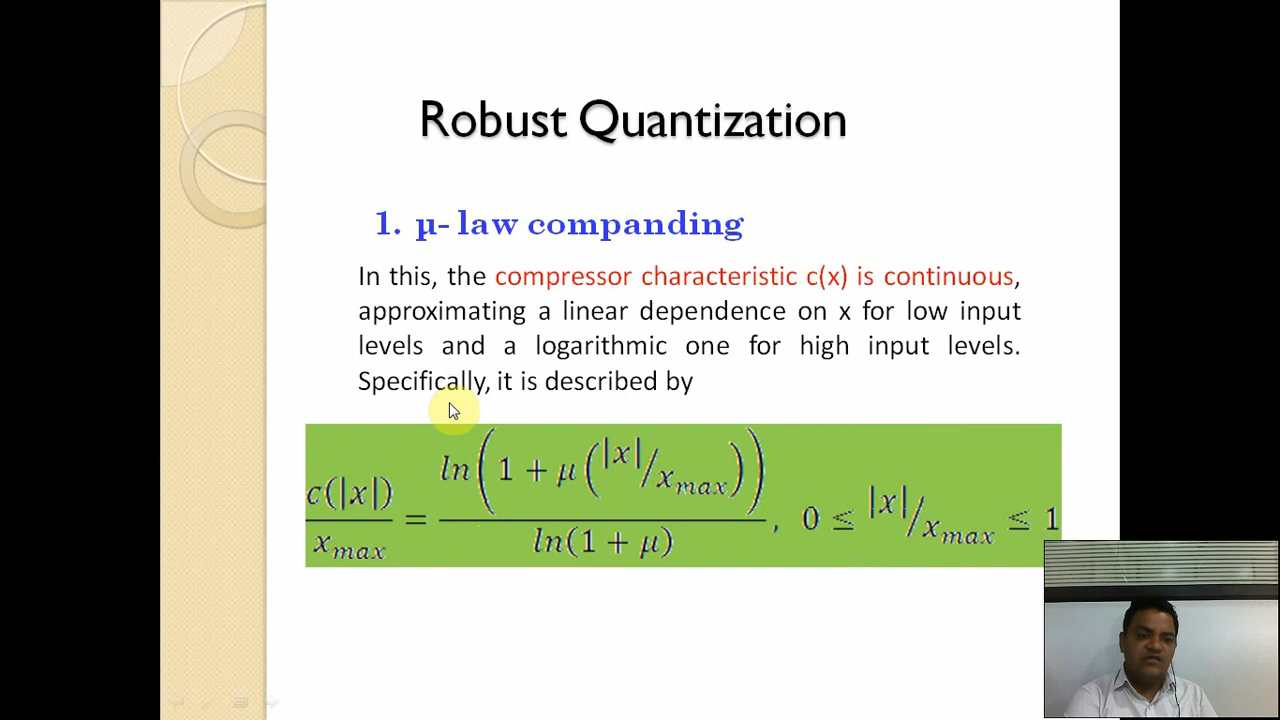 Robust Quantization
1. µ- law companding
In this, the compressor characteristic c(x) is continuous,
approximating a linear dependence on x for low input
levels and a logarithmic one for high input levels.
Specifically, it is described by
c(|x|)/x_max = ln(1 + µ(|x|/x_max))/ln(1 + µ), 0 ≤ |x|/x_max ≤ 1